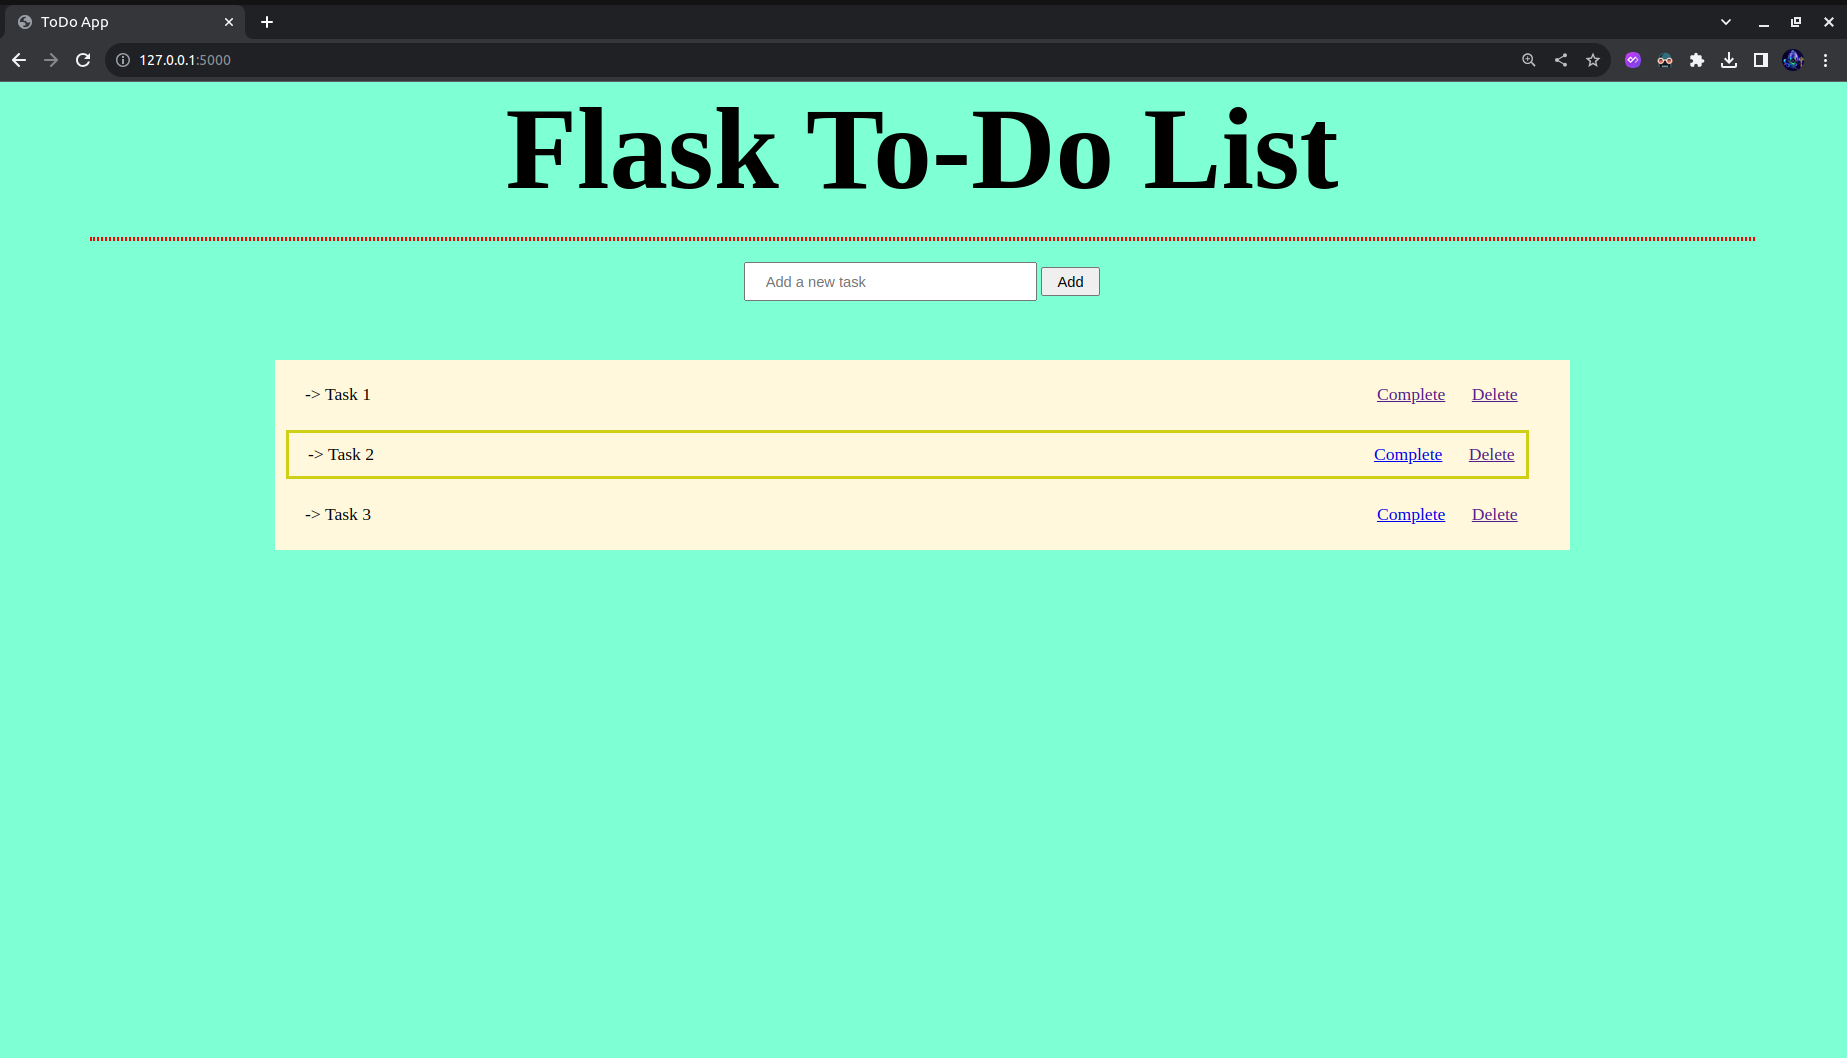 ToDo App
127.0.0.1:5000
Flask To-Do List
Add a new task Add
-> Task 1 Complete Delete
-> Task 2 Complete Delete
-> Task 3 Complete Delete